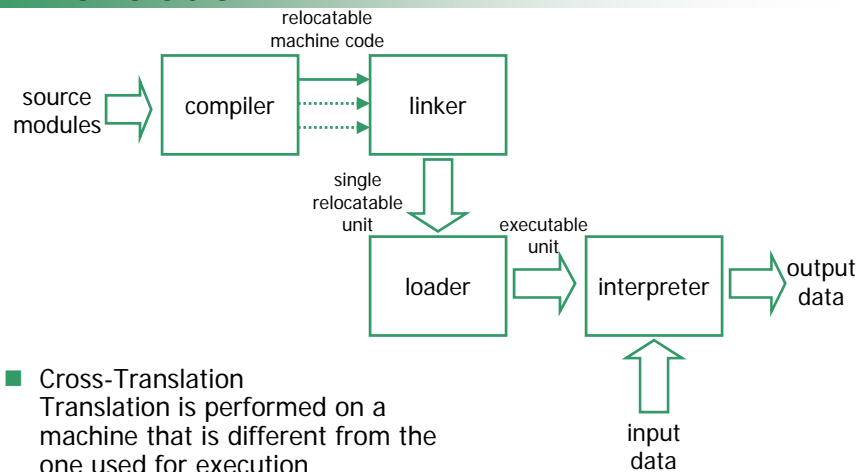 relocatable
machine code
source
modules
compiler
linker
single
relocatable
unit
executable
unit
loader
interpreter
output
data
input
data
Cross-Translation
Translation is performed on a
machine that is different from the
one used for execution